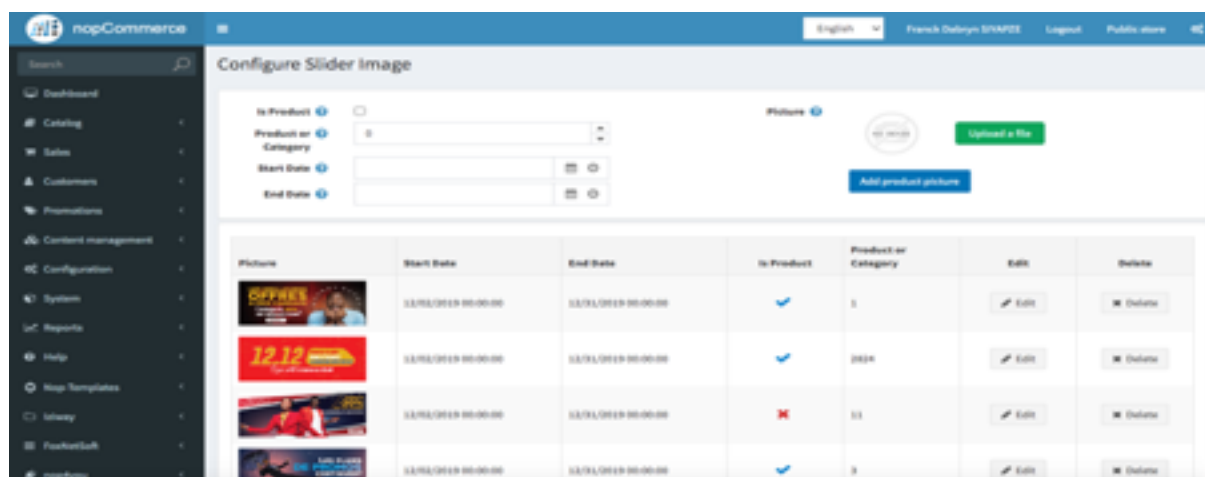 nopCommerce
English
Franck
Logout
Public store
Search
Configure Slider Image
Dashboard
Catalog
Sales
Customers
Promotions
Content management
Configuration
System
Reports
Help
Nop Templates
FoxNetSoft
Is Product
Product or Category
0
Start Date
End Date
Picture
Upload a file
Add product picture
Picture Start Date End Date Is Product Product or Category Edit Delete
OFFRES
12/02/2019 00:00:00 12/31/2019 00:00:00 1 Edit Delete
12.12
12/02/2019 00:00:00 12/31/2019 00:00:00 2024 Edit Delete
12/02/2019 00:00:00 12/31/2019 00:00:00 11 Edit Delete
12/02/2019 00:00:00 12/31/2019 00:00:00 3 Edit Delete